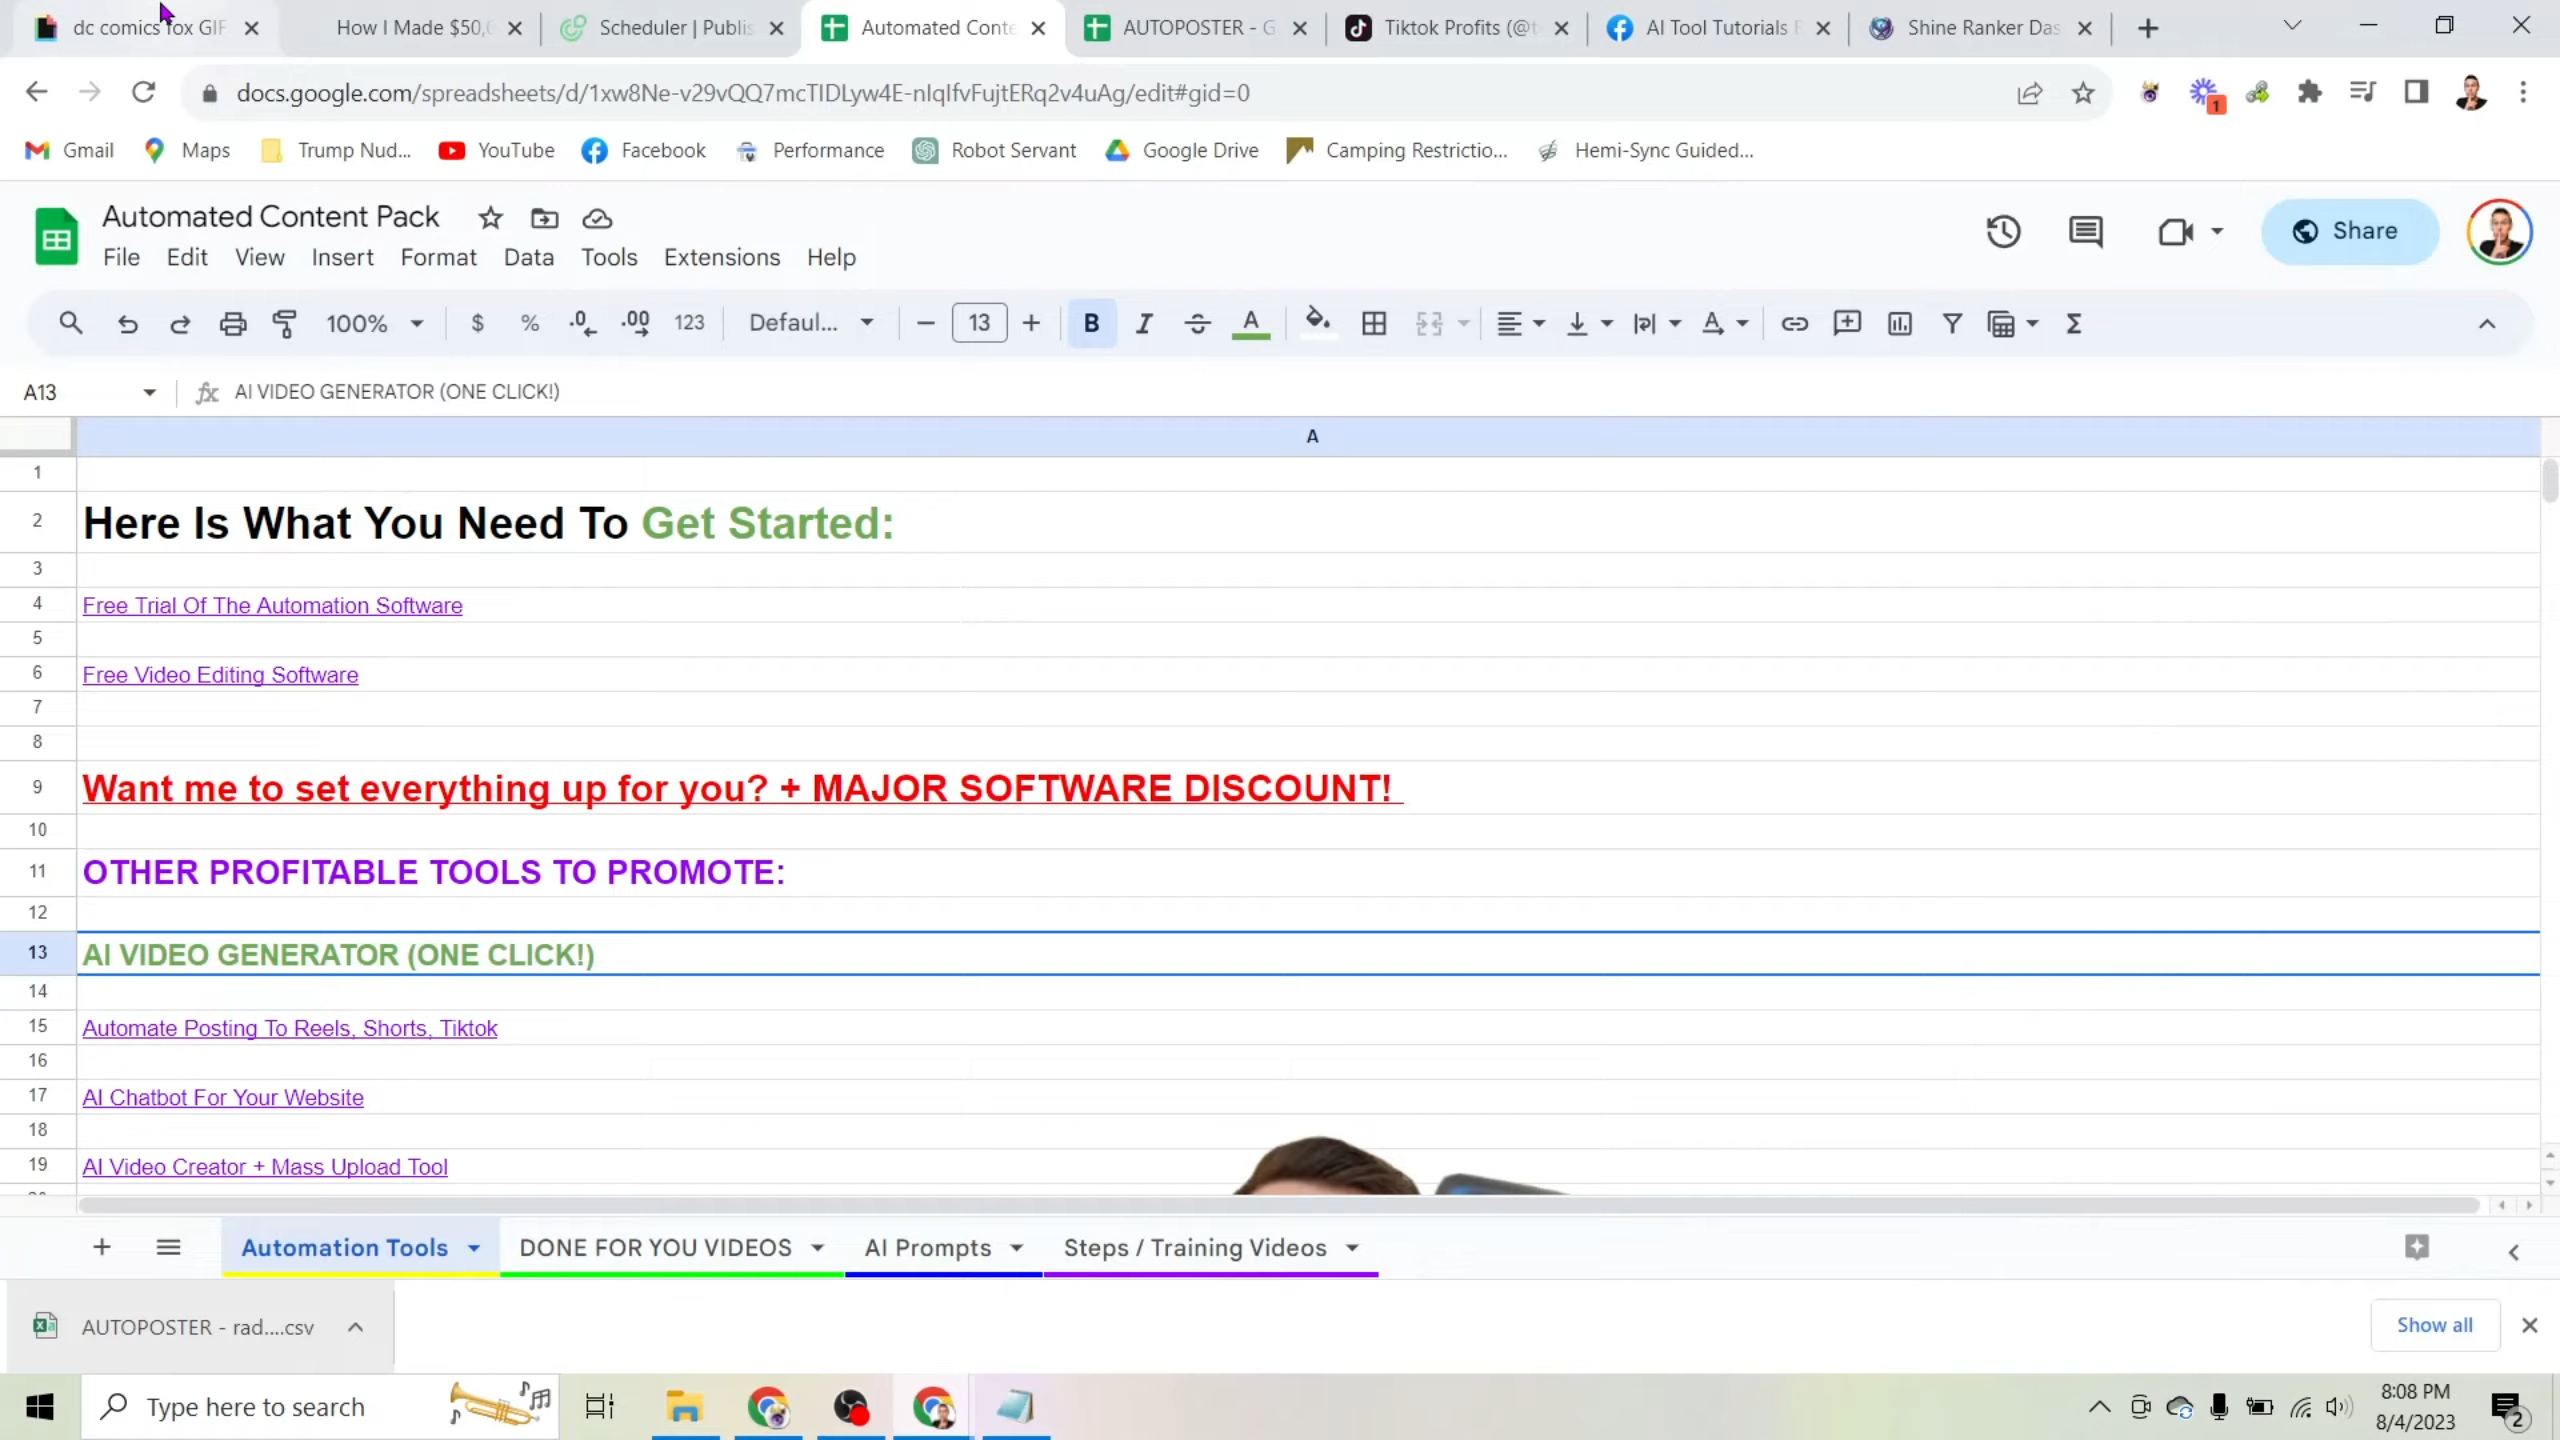 dc comics fox GIF
How I Made $50,0
Scheduler | Publis
Automated Conte
AUTOPOSTER - G
Tiktok Profits (@t
AI Tool Tutorials
Shine Ranker Das
docs.google.com/spreadsheets/d/1xw8Ne-v29vQQ7mcTIDLyw4E-nIqIfvFujtERq2v4uAg/edit#gid=0
1
Gmail
Maps
Trump Nud...
YouTube
Facebook
Performance
Robot Servant
Google Drive
Camping Restrictio...
Hemi-Sync Guided...
Automated Content Pack
File Edit View Insert Format Data Tools Extensions Help
Share
100% $ % .0 .00 123 Defaul... 13 B I A
A13
fx AI VIDEO GENERATOR (ONE CLICK!)
A
1
2 Here Is What You Need To Get Started:
3
4 Free Trial Of The Automation Software
5
6 Free Video Editing Software
7
8
9 Want me to set everything up for you? + MAJOR SOFTWARE DISCOUNT!
10
11 OTHER PROFITABLE TOOLS TO PROMOTE:
12
13 AI VIDEO GENERATOR (ONE CLICK!)
14
15 Automate Posting To Reels, Shorts, Tiktok
16
17 AI Chatbot For Your Website
18
19 AI Video Creator + Mass Upload Tool
Automation Tools
DONE FOR YOU VIDEOS
AI Prompts
Steps / Training Videos
AUTOPOSTER - rad....csv
Show all
Type here to search
8:08 PM
8/4/2023
2